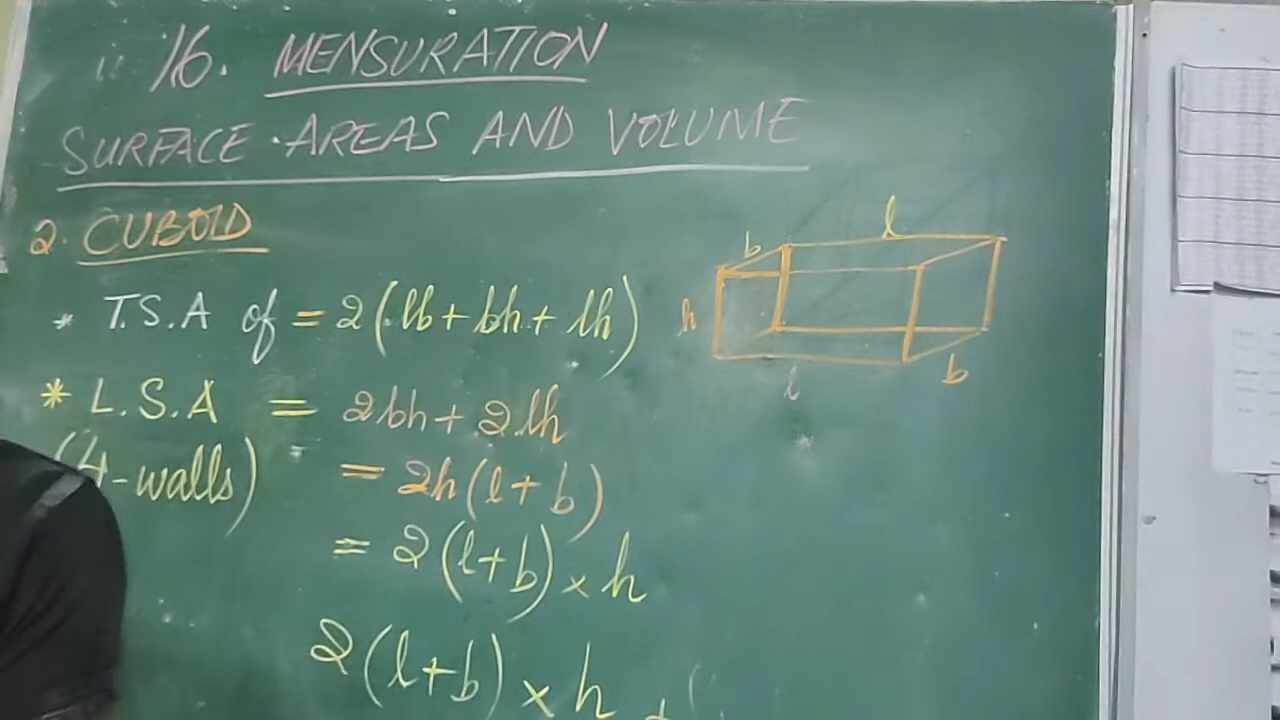 16. MENSURATION
SURFACE AREAS AND VOLUME
2. CUBOID
* T.S.A of = 2(lb + bh + lh)
* L.S.A = 2bh + 2lh
(4-walls) = 2h(l + b)
= 2(l+b) × h
2(l+b) × h + (
b l
h
l b